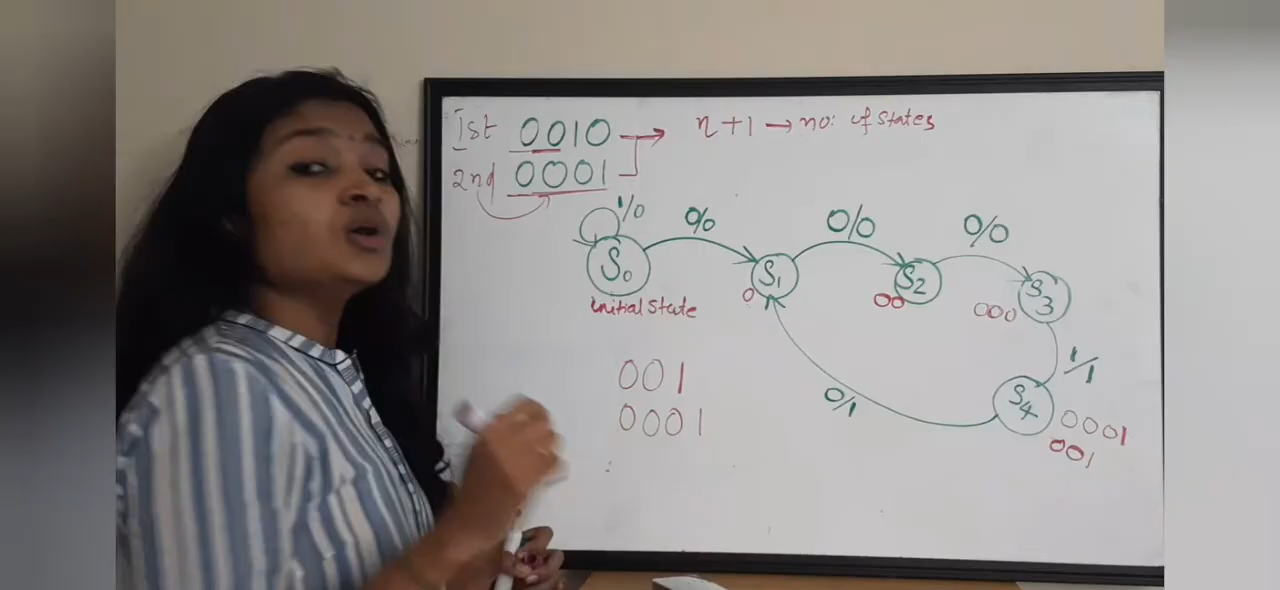 1st 0010 → n+1 → no: of states
2nd 0001
1/0 0/0 0/0 0/0
S0 S1 S2 S3
initial state 0 00 000
1/1
0/1 S4 0001
001
001
0001